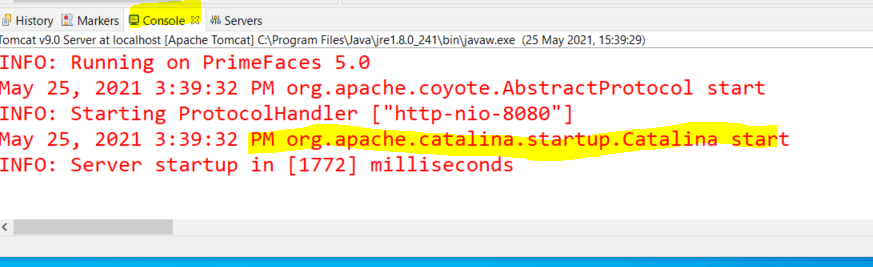 History Markers Console Servers
Tomcat v9.0 Server at localhost [Apache Tomcat] C:\Program Files\Java\jre1.8.0_241\bin\javaw.exe (25 May 2021, 15:39:29)
INFO: Running on PrimeFaces 5.0
May 25, 2021 3:39:32 PM org.apache.coyote.AbstractProtocol start
INFO: Starting ProtocolHandler ["http-nio-8080"]
May 25, 2021 3:39:32 PM org.apache.catalina.startup.Catalina start
INFO: Server startup in [1772] milliseconds